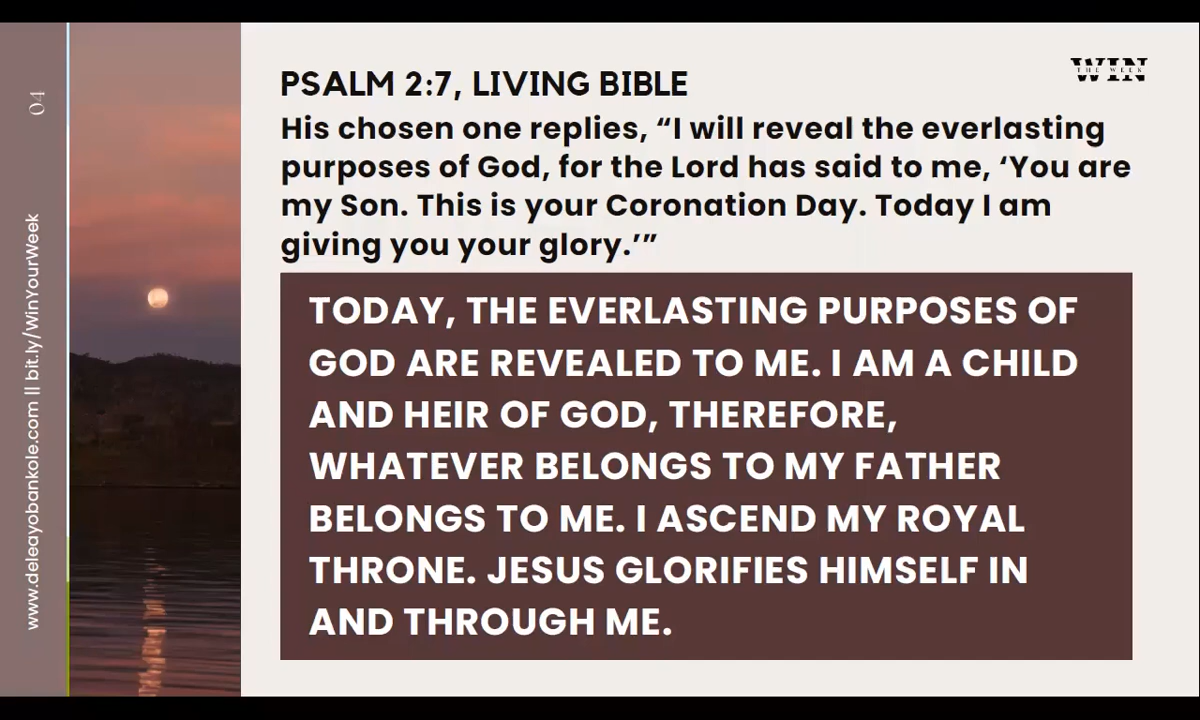 04
www.deleayobankole.com || bit.ly/WinYourWeek
WIN
THE WEEK
PSALM 2:7, LIVING BIBLE
His chosen one replies, “I will reveal the everlasting
purposes of God, for the Lord has said to me, ‘You are
my Son. This is your Coronation Day. Today I am
giving you your glory.’”
TODAY, THE EVERLASTING PURPOSES OF
GOD ARE REVEALED TO ME. I AM A CHILD
AND HEIR OF GOD, THEREFORE,
WHATEVER BELONGS TO MY FATHER
BELONGS TO ME. I ASCEND MY ROYAL
THRONE. JESUS GLORIFIES HIMSELF IN
AND THROUGH ME.